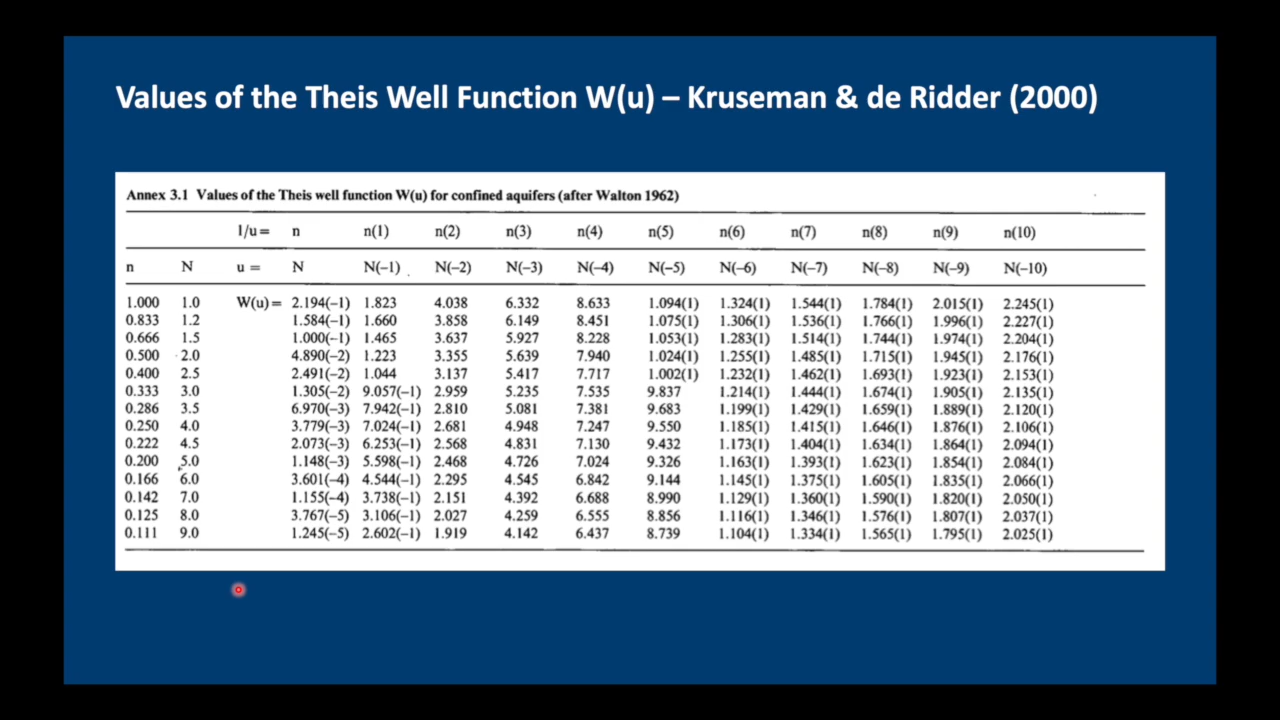 Values of the Theis Well Function W(u) – Kruseman & de Ridder (2000)
Annex 3.1 Values of the Theis well function W(u) for confined aquifers (after Walton 1962)
1/u = n n(1) n(2) n(3) n(4) n(5) n(6) n(7) n(8) n(9) n(10)
n N u = N N(−1) N(−2) N(−3) N(−4) N(−5) N(−6) N(−7) N(−8) N(−9) N(−10)
1.000 1.0 W(u) = 2.194(−1) 1.823 4.038 6.332 8.633 1.094(1) 1.324(1) 1.544(1) 1.784(1) 2.015(1) 2.245(1)
0.833 1.2 1.584(−1) 1.660 3.858 6.149 8.451 1.075(1) 1.306(1) 1.536(1) 1.766(1) 1.996(1) 2.227(1)
0.666 1.5 1.000(−1) 1.465 3.637 5.927 8.228 1.053(1) 1.283(1) 1.514(1) 1.744(1) 1.974(1) 2.204(1)
0.500 2.0 4.890(−2) 1.223 3.355 5.639 7.940 1.024(1) 1.255(1) 1.485(1) 1.715(1) 1.945(1) 2.176(1)
0.400 2.5 2.491(−2) 1.044 3.137 5.417 7.717 1.002(1) 1.232(1) 1.462(1) 1.693(1) 1.923(1) 2.153(1)
0.333 3.0 1.305(−2) 9.057(−1) 2.959 5.235 7.535 9.837 1.214(1) 1.444(1) 1.674(1) 1.905(1) 2.135(1)
0.286 3.5 6.970(−3) 7.942(−1) 2.810 5.081 7.381 9.683 1.199(1) 1.429(1) 1.659(1) 1.889(1) 2.120(1)
0.250 4.0 3.779(−3) 7.024(−1) 2.681 4.948 7.247 9.550 1.185(1) 1.415(1) 1.646(1) 1.876(1) 2.106(1)
0.222 4.5 2.073(−3) 6.253(−1) 2.568 4.831 7.130 9.432 1.173(1) 1.404(1) 1.634(1) 1.864(1) 2.094(1)
0.200 5.0 1.148(−3) 5.598(−1) 2.468 4.726 7.024 9.326 1.163(1) 1.393(1) 1.623(1) 1.854(1) 2.084(1)
0.166 6.0 3.601(−4) 4.544(−1) 2.295 4.545 6.842 9.144 1.145(1) 1.375(1) 1.605(1) 1.835(1) 2.066(1)
0.142 7.0 1.155(−4) 3.738(−1) 2.151 4.392 6.688 8.990 1.129(1) 1.360(1) 1.590(1) 1.820(1) 2.050(1)
0.125 8.0 3.767(−5) 3.106(−1) 2.027 4.259 6.555 8.856 1.116(1) 1.346(1) 1.576(1) 1.807(1) 2.037(1)
0.111 9.0 1.245(−5) 2.602(−1) 1.919 4.142 6.437 8.739 1.104(1) 1.334(1) 1.565(1) 1.795(1) 2.025(1)